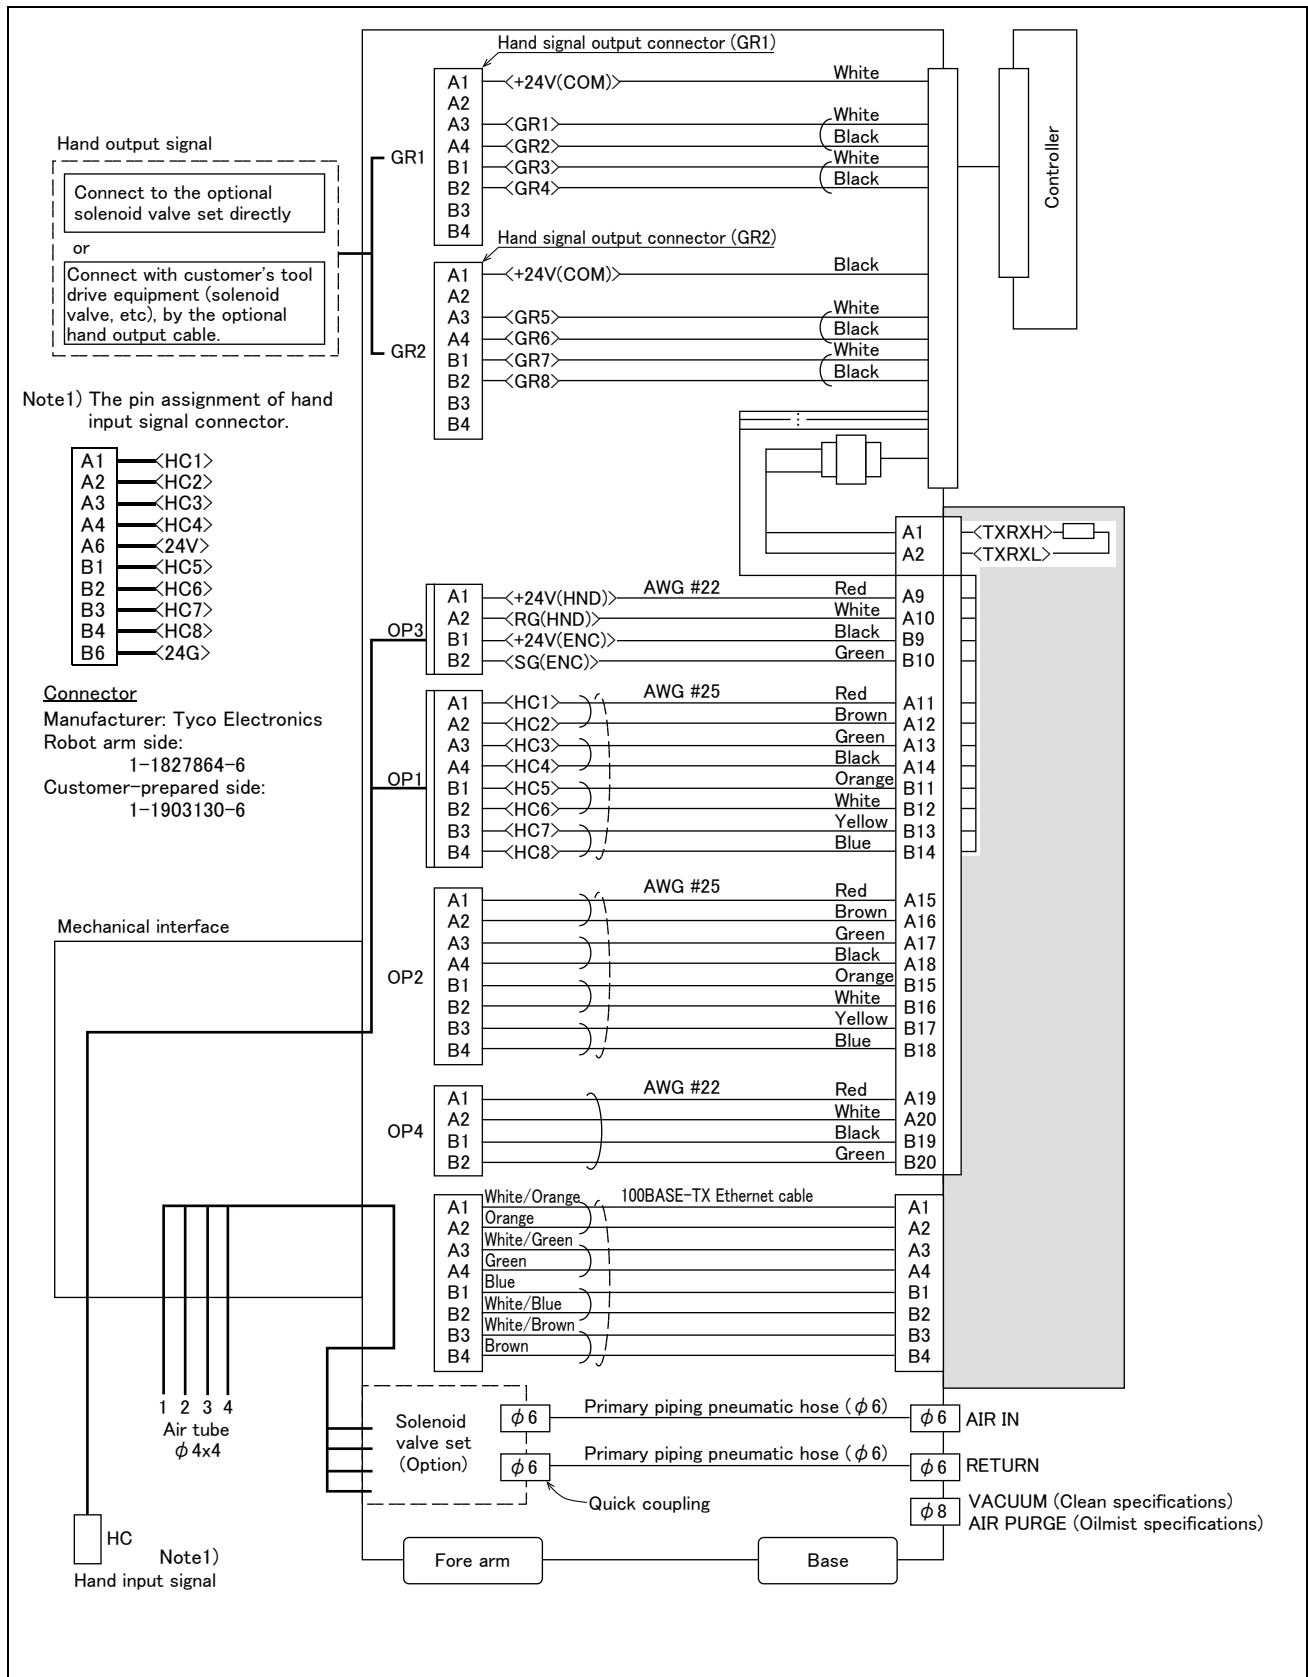 Hand signal output connector (GR1)
A1 <+24V(COM)> White
A2
A3 <GR1> White
A4 <GR2> Black
B1 <GR3> White
B2 <GR4> Black
B3
B4
GR1
Controller
Hand output signal
Connect to the optional
solenoid valve set directly
or
Connect with customer's tool
drive equipment (solenoid
valve, etc), by the optional
hand output cable.
Hand signal output connector (GR2)
A1 <+24V(COM)> Black
A2
A3 <GR5> White
A4 <GR6> Black
B1 <GR7> White
B2 <GR8> Black
B3
B4
GR2
Note1) The pin assignment of hand
input signal connector.
A1 <HC1>
A2 <HC2>
A3 <HC3>
A4 <HC4>
A6 <24V>
B1 <HC5>
B2 <HC6>
B3 <HC7>
B4 <HC8>
B6 <24G>
Connector
Manufacturer: Tyco Electronics
Robot arm side:
1-1827864-6
Customer-prepared side:
1-1903130-6
A1 <TXRXH>
A2 <TXRXL>
OP3
A1 <+24V(HND)> AWG #22 Red A9
A2 <RG(HND)> White A10
B1 <+24V(ENC)> Black B9
B2 <SG(ENC)> Green B10
OP1
A1 <HC1> AWG #25 Red A11
A2 <HC2> Brown A12
A3 <HC3> Green A13
A4 <HC4> Black A14
B1 <HC5> Orange B11
B2 <HC6> White B12
B3 <HC7> Yellow B13
B4 <HC8> Blue B14
Mechanical interface
OP2
A1 AWG #25 Red A15
A2 Brown A16
A3 Green A17
A4 Black A18
B1 Orange B15
B2 White B16
B3 Yellow B17
B4 Blue B18
OP4
A1 AWG #22 Red A19
A2 White A20
B1 Black B19
B2 Green B20
A1 White/Orange 100BASE-TX Ethernet cable A1
A2 Orange A2
A3 White/Green A3
A4 Green A4
B1 Blue B1
B2 White/Blue B2
B3 White/Brown B3
B4 Brown B4
1 2 3 4
Air tube
φ4x4
Solenoid
valve set
(Option)
φ6 Primary piping pneumatic hose (φ6) φ6 AIR IN
φ6 Primary piping pneumatic hose (φ6) φ6 RETURN
Quick coupling
φ8 VACUUM (Clean specifications)
AIR PURGE (Oilmist specifications)
HC
Note1)
Hand input signal
Fore arm
Base